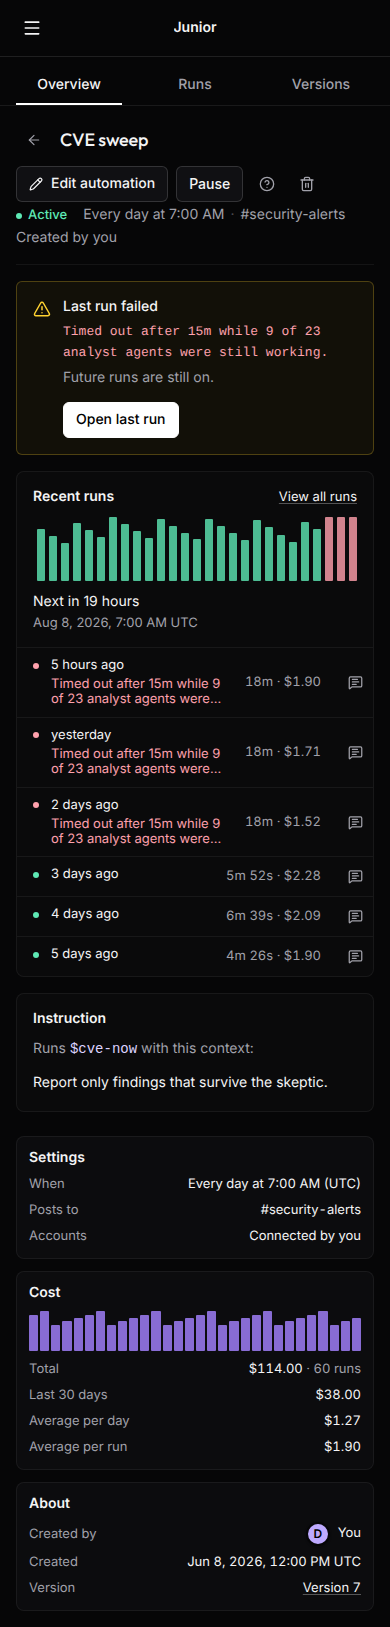 Junior
Overview Runs Versions
CVE sweep
Edit automation Pause
Active Every day at 7:00 AM · #security-alerts
Created by you
Last run failed
Timed out after 15m while 9 of 23
analyst agents were still working.
Future runs are still on.
Open last run
Recent runs View all runs
Next in 19 hours
Aug 8, 2026, 7:00 AM UTC
5 hours ago
Timed out after 15m while 9
of 23 analyst agents were...
18m · $1.90
yesterday
Timed out after 15m while 9
of 23 analyst agents were...
18m · $1.71
2 days ago
Timed out after 15m while 9
of 23 analyst agents were...
18m · $1.52
3 days ago 5m 52s · $2.28
4 days ago 6m 39s · $2.09
5 days ago 4m 26s · $1.90
Instruction
Runs $cve-now with this context:
Report only findings that survive the skeptic.
Settings
When Every day at 7:00 AM (UTC)
Posts to #security-alerts
Accounts Connected by you
Cost
Total $114.00 · 60 runs
Last 30 days $38.00
Average per day $1.27
Average per run $1.90
About
Created by D You
Created Jun 8, 2026, 12:00 PM UTC
Version Version 7